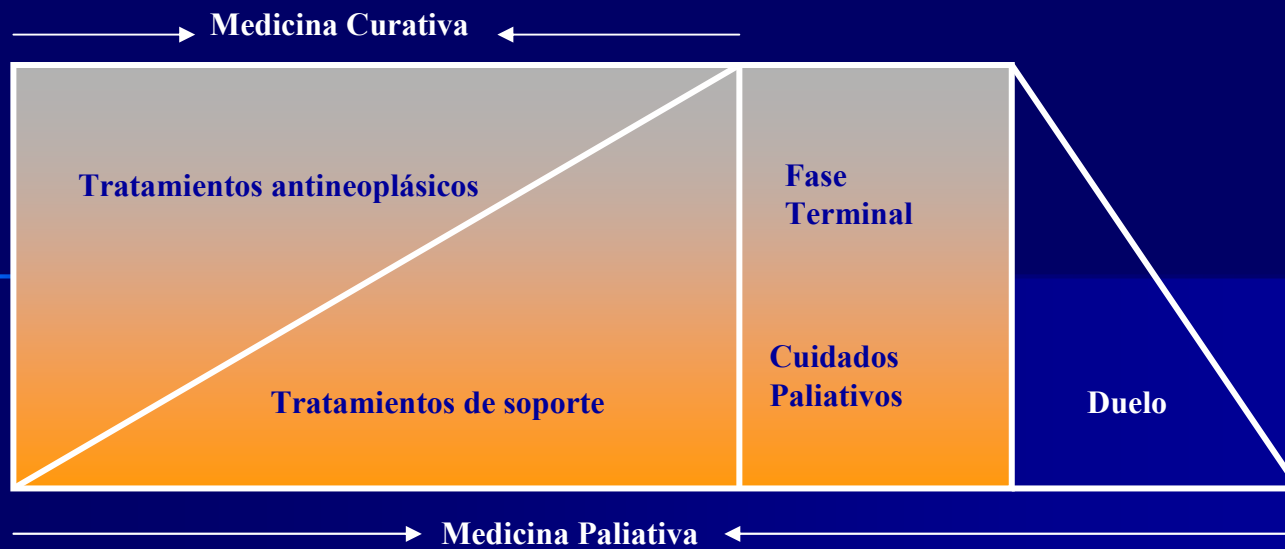 Medicina Curativa
Tratamientos antineoplásicos
Fase
Terminal
Tratamientos de soporte
Cuidados
Paliativos
Duelo
Medicina Paliativa